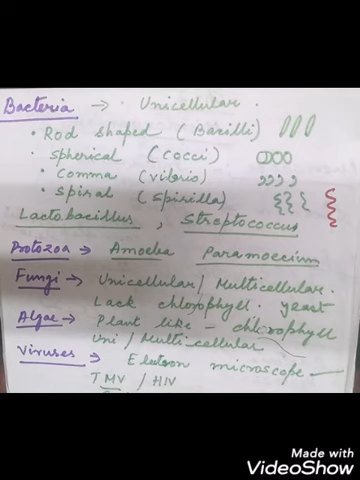 Bacteria → . Unicellular .
• Rod shaped (Bacilli)
• Spherical (cocci)
• Comma (vibrio)
• Spiral (Spirilla)
Lactobacillus , Streptococcus
Protozoa → Amoeba Paramoecium
Fungi → Unicellular / Multicellular .
Lack chlorophyll . yeast
Algae → Plant like - chlorophyll
Uni / Multicellular
Viruses → Electron microscope
TMV / HIV
Made with
VideoShow